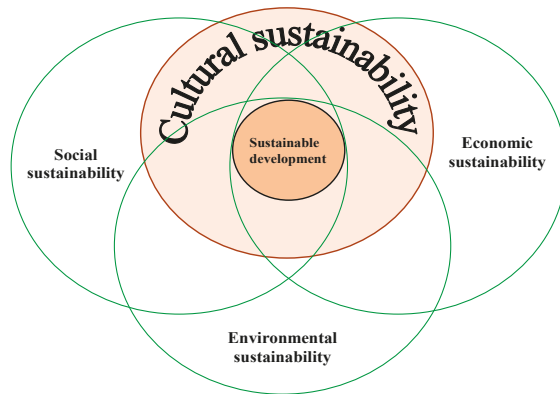 Cultural sustainability
Sustainable
development
Social
sustainability
Economic
sustainability
Environmental
sustainability